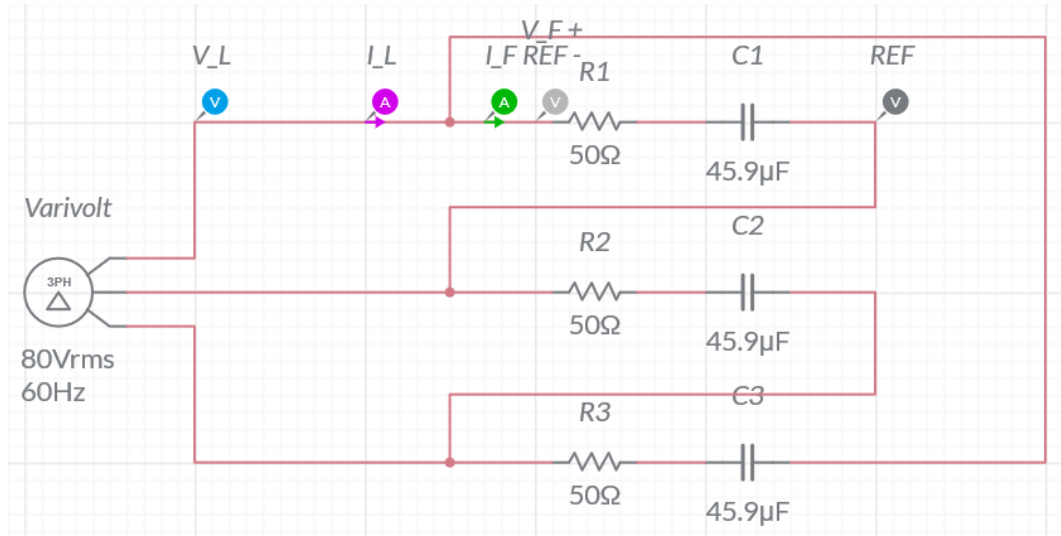 V_F +
V_L
I_L
I_F REF -
C1
REF
V
A
A
V
V
R1
50Ω
45.9μF
Varivolt
C2
R2
3PH
50Ω
45.9μF
80Vrms
60Hz
C3
R3
50Ω
45.9μF